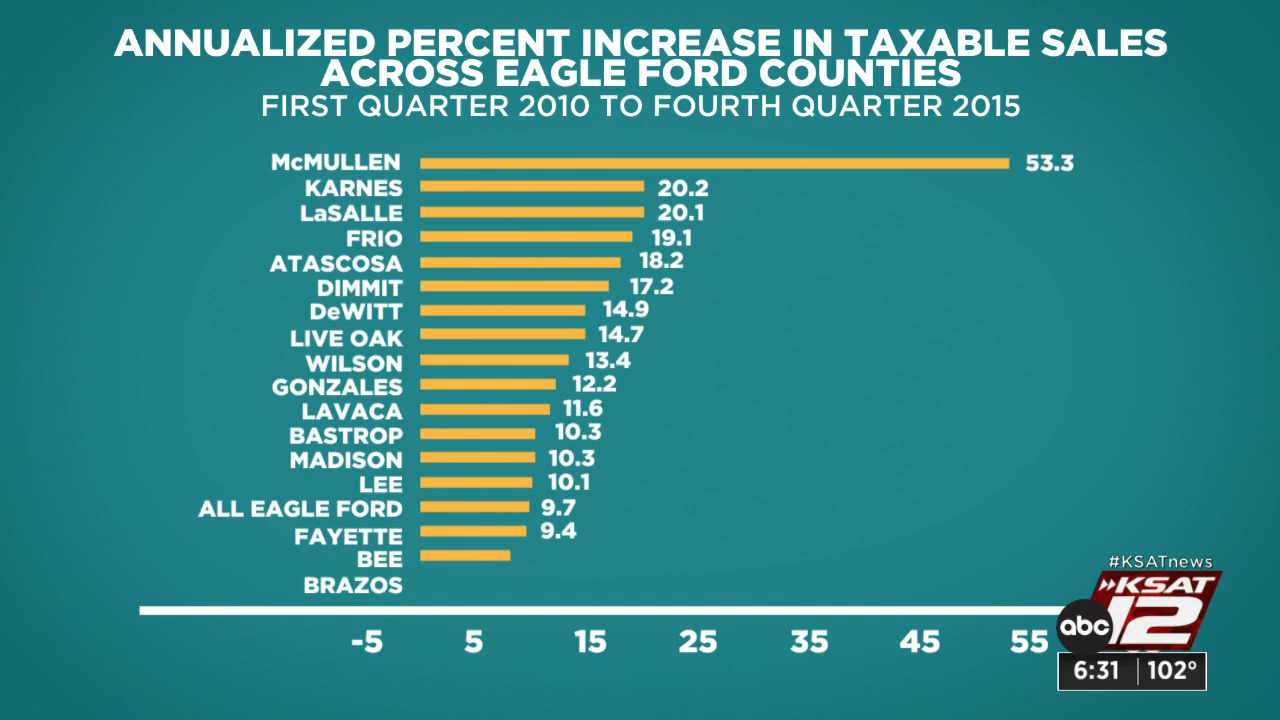 ANNUALIZED PERCENT INCREASE IN TAXABLE SALES
ACROSS EAGLE FORD COUNTIES
FIRST QUARTER 2010 TO FOURTH QUARTER 2015
McMULLEN 53.3
KARNES 20.2
LaSALLE 20.1
FRIO 19.1
ATASCOSA 18.2
DIMMIT 17.2
DeWITT 14.9
LIVE OAK 14.7
WILSON 13.4
GONZALES 12.2
LAVACA 11.6
BASTROP 10.3
MADISON 10.3
LEE 10.1
ALL EAGLE FORD 9.7
FAYETTE 9.4
BEE
BRAZOS
-5 5 15 25 35 45 55
#KSATnews
KSAT
abc 12
6:31 102°